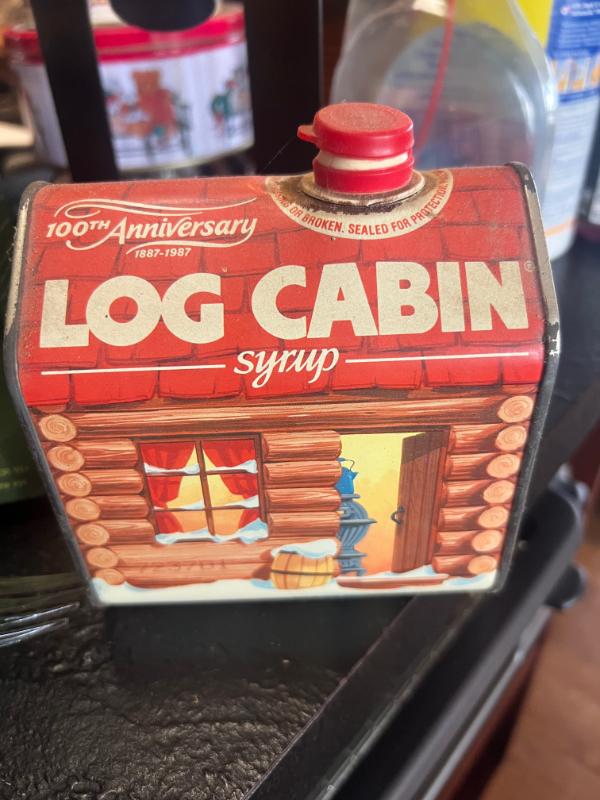 100TH Anniversary
1887-1987
OR BROKEN. SEALED FOR PROTECTION
LOG CABIN®
syrup